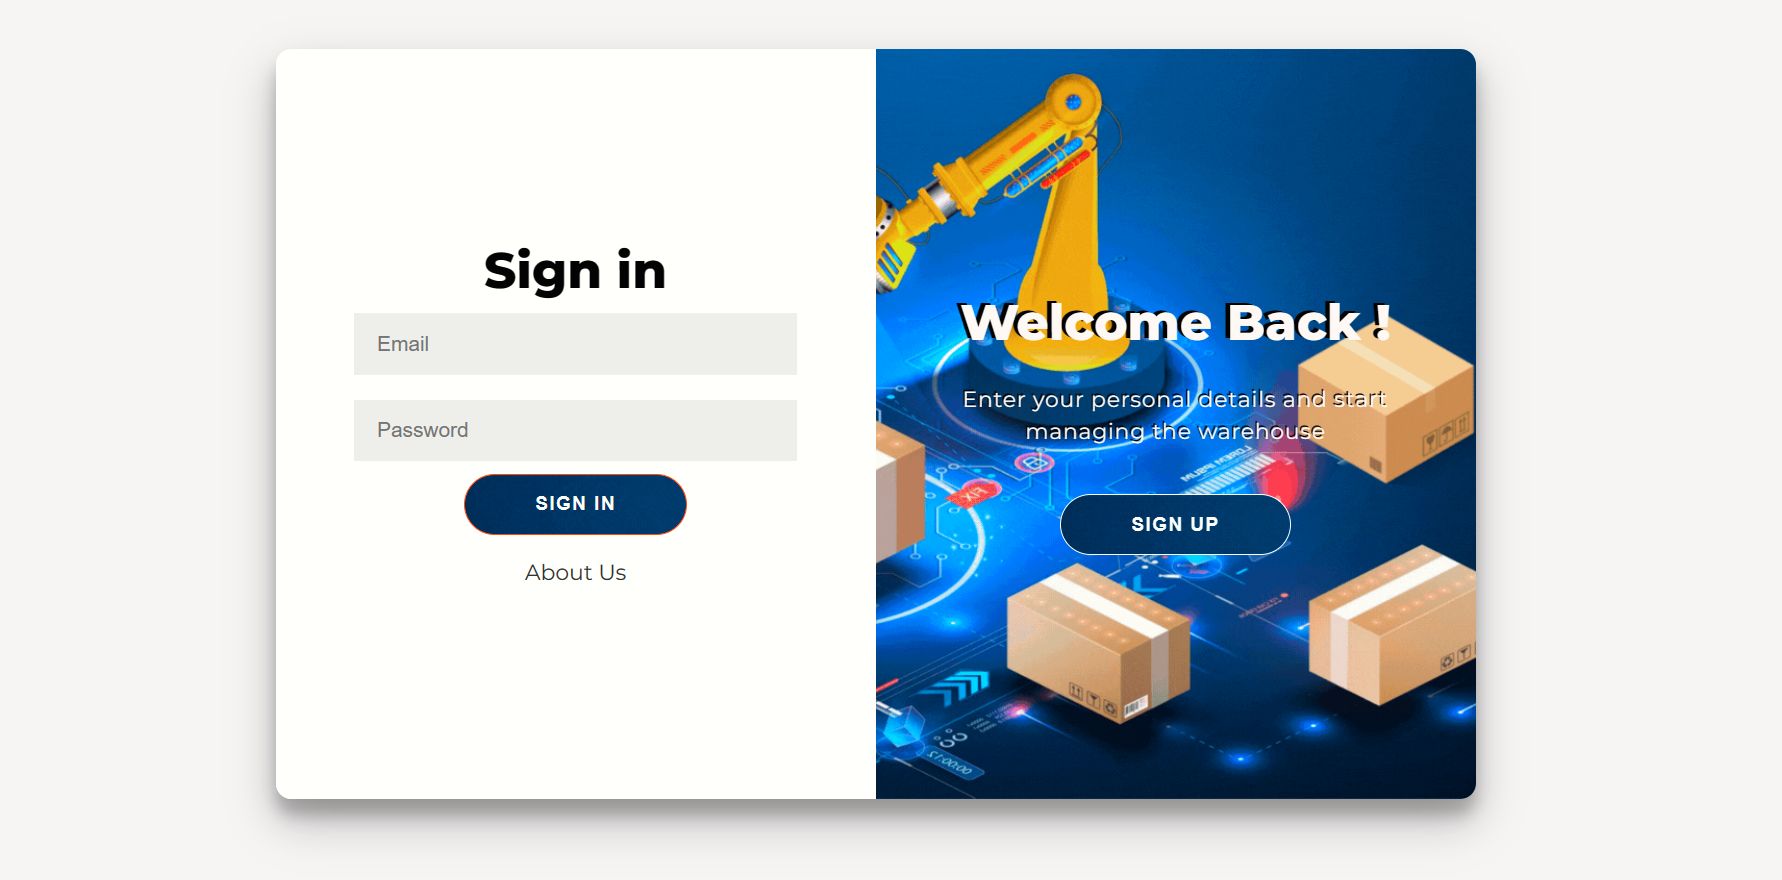 Sign in
Email
Password
SIGN IN
About Us
Welcome Back !
Enter your personal details and start
managing the warehouse
SIGN UP